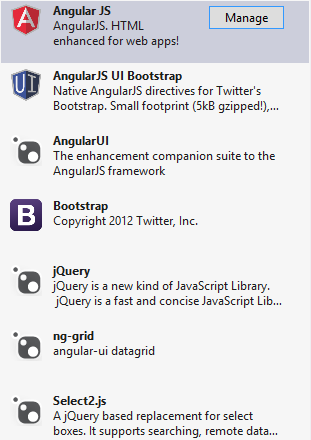 Angular JS
AngularJS. HTML
enhanced for web apps!
Manage
AngularJS UI Bootstrap
Native AngularJS directives for Twitter's
Bootstrap. Small footprint (5kB gzipped!),...
AngularUI
The enhancement companion suite to the
AngularJS framework
Bootstrap
Copyright 2012 Twitter, Inc.
jQuery
jQuery is a new kind of JavaScript Library.
jQuery is a fast and concise JavaScript Lib...
ng-grid
angular-ui datagrid
Select2.js
A jQuery based replacement for select
boxes. It supports searching, remote data...